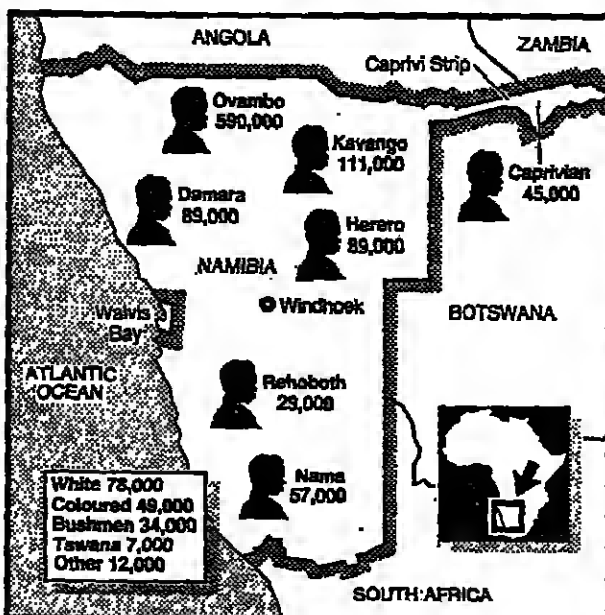 ANGOLA
ZAMBIA
Caprivi Strip
Ovambo
590,000
Kavango
111,000
Caprivian
45,000
Damara
89,000
Herero
89,000
NAMIBIA
Windhoek
BOTSWANA
Walvis
Bay
ATLANTIC
OCEAN
Rehoboth
29,000
Nama
57,000
White 78,000
Coloured 49,000
Bushmen 34,000
Tswana 7,000
Other 12,000
SOUTH AFRICA